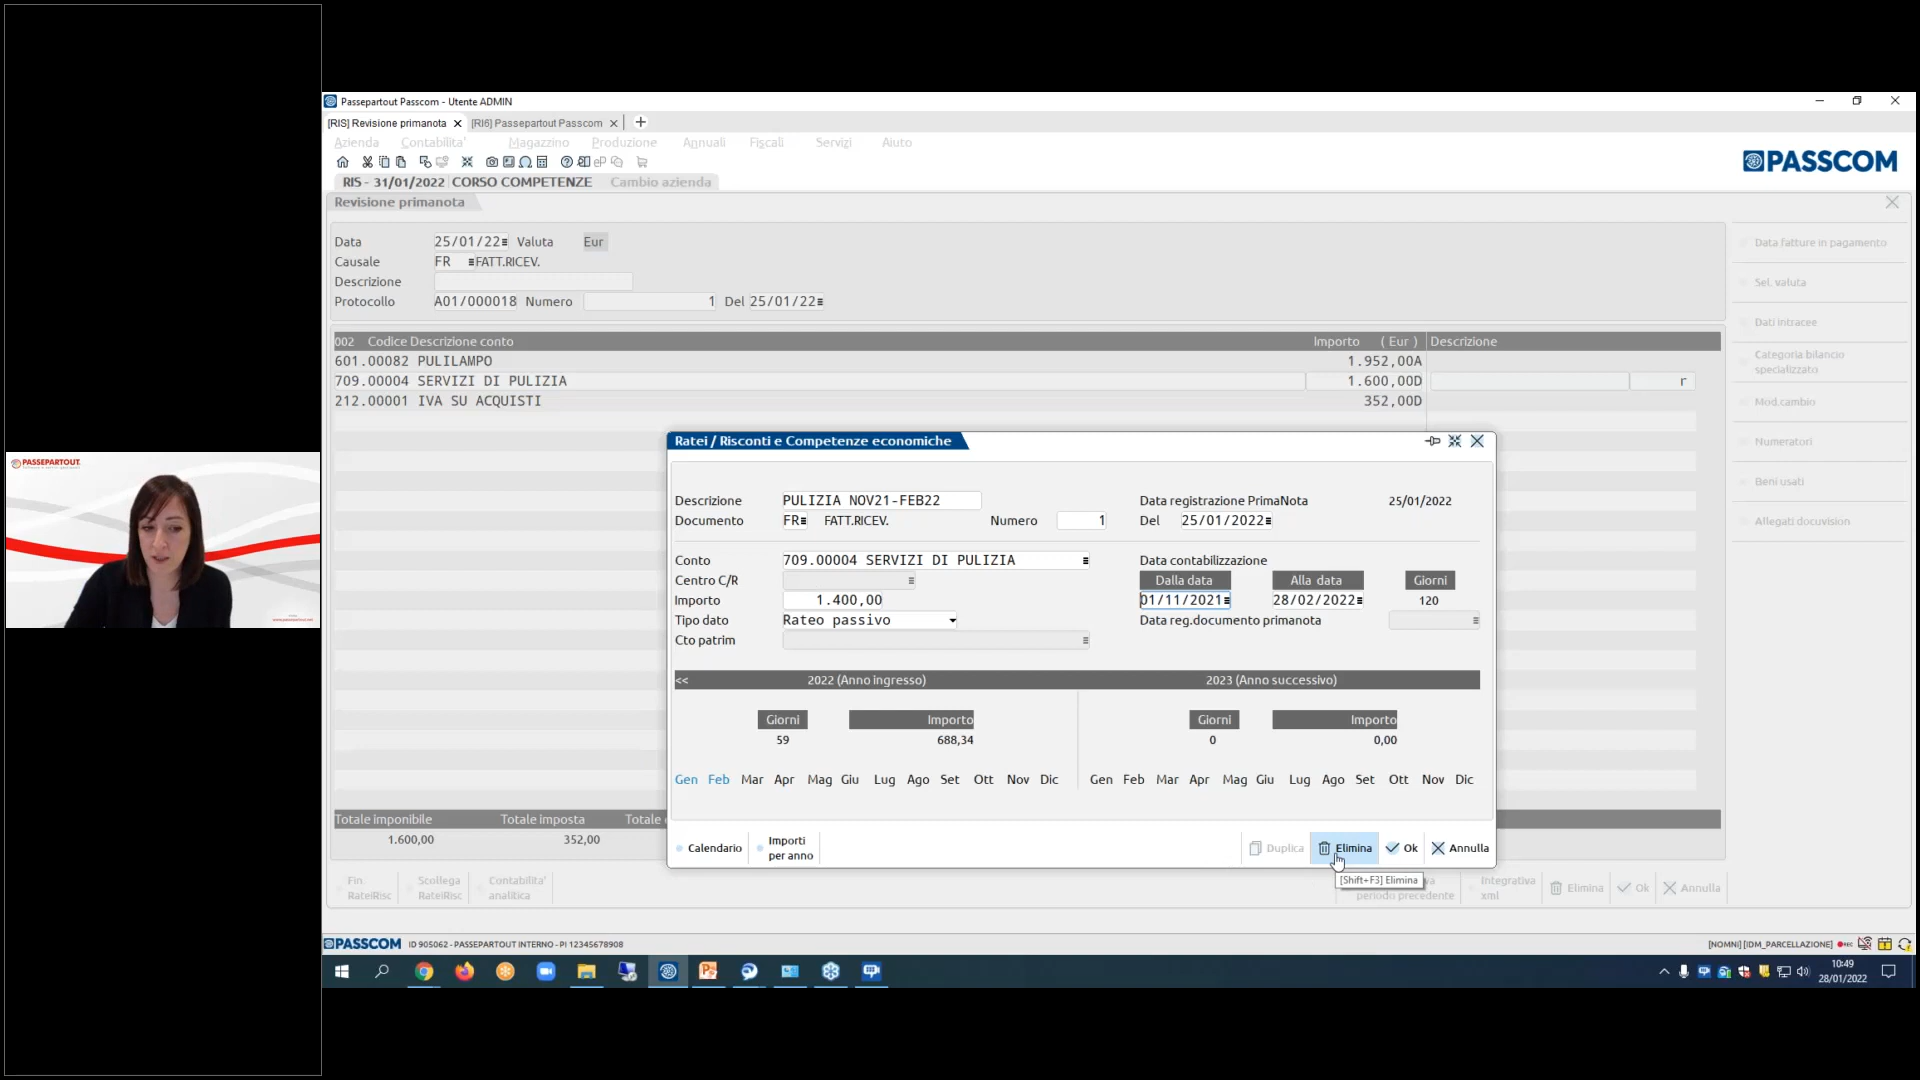 PASSEPARTOUT
Passepartout Passcom - Utente ADMIN
[RIS] Revisione primanota
[RI6] Passepartout Passcom
Azienda Contabilita' Magazzino Produzione Annuali Fiscali Servizi Aiuto
PASSCOM
RIS - 31/01/2022 CORSO COMPETENZE Cambio azienda
Revisione primanota
Data 25/01/22 Valuta Eur
Causale FR FATT.RICEV.
Descrizione
Protocollo A01/000018 Numero 1 Del 25/01/22
Data fatture in pagamento
Sel. valuta
Dati intracee
Categoria bilancio
specializzato
Mod.cambio
Numeratori
Beni usati
Allegati docuvision
002 Codice Descrizione conto Importo ( Eur ) Descrizione
601.00082 PULILAMPO 1.952,00A
709.00004 SERVIZI DI PULIZIA 1.600,00D r
212.00001 IVA SU ACQUISTI 352,00D
Ratei / Risconti e Competenze economiche
Descrizione PULIZIA NOV21-FEB22 Data registrazione PrimaNota 25/01/2022
Documento FR FATT.RICEV. Numero 1 Del 25/01/2022
Conto 709.00004 SERVIZI DI PULIZIA Data contabilizzazione
Centro C/R Dalla data Alla data Giorni
Importo 1.400,00 01/11/2021 28/02/2022 120
Tipo dato Rateo passivo Data reg.documento primanota
Cto patrim
<< 2022 (Anno ingresso) 2023 (Anno successivo)
Giorni Importo Giorni Importo
59 688,34 0 0,00
Gen Feb Mar Apr Mag Giu Lug Ago Set Ott Nov Dic Gen Feb Mar Apr Mag Giu Lug Ago Set Ott Nov Dic
Calendario Importi per anno Duplica Elimina Ok Annulla
[Shift+F3] Elimina
Totale imponibile Totale imposta Totale
1.600,00 352,00
Fin. RateiRisc Scollega RateiRisc Contabilita' analitica periodo precedente Integrativa xml Elimina Ok Annulla
PASSCOM ID 905062 - PASSEPARTOUT INTERNO - PI 12345678908 [NOMNI] [IDM_PARCELLAZIONE] REC
10:49
28/01/2022